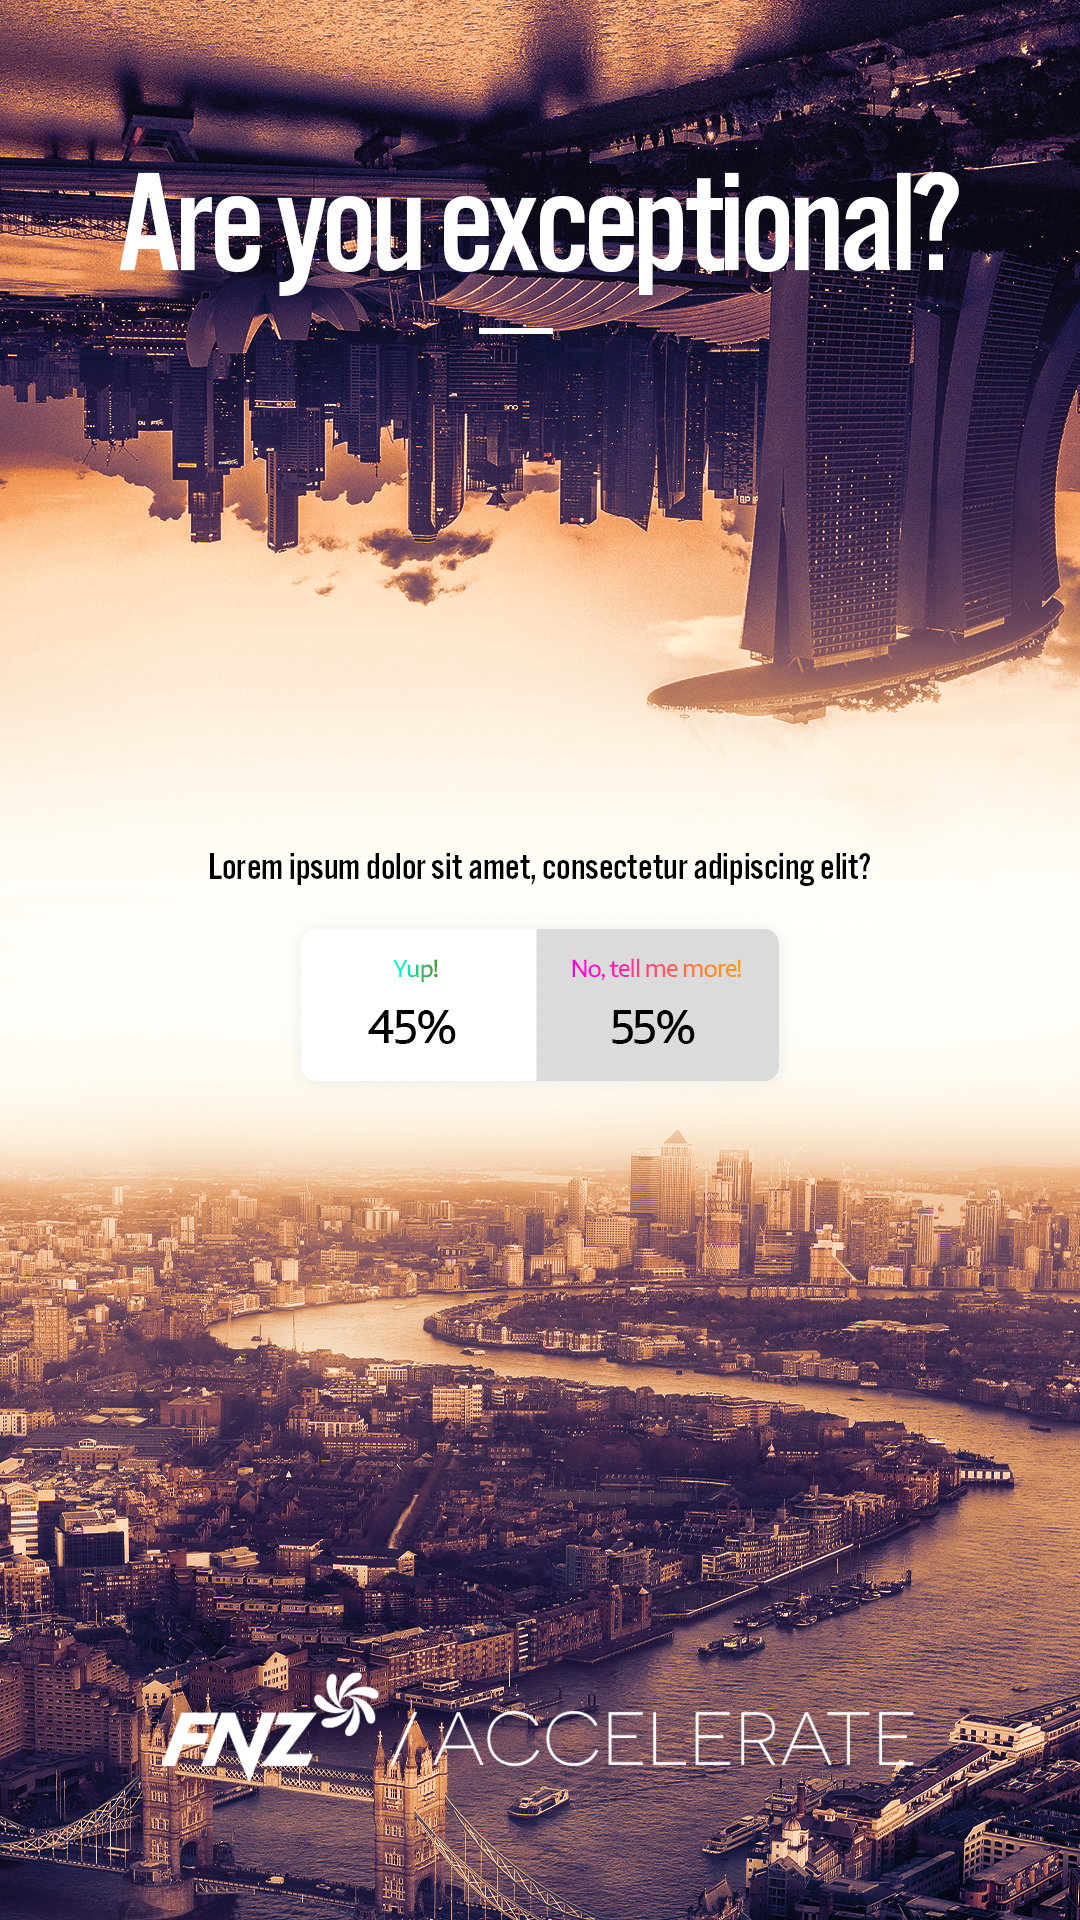 Are you exceptional?
Lorem ipsum dolor sit amet, consectetur adipiscing elit?
Yup!
No, tell me more!
45%
55%
FNZ / ACCELERATE